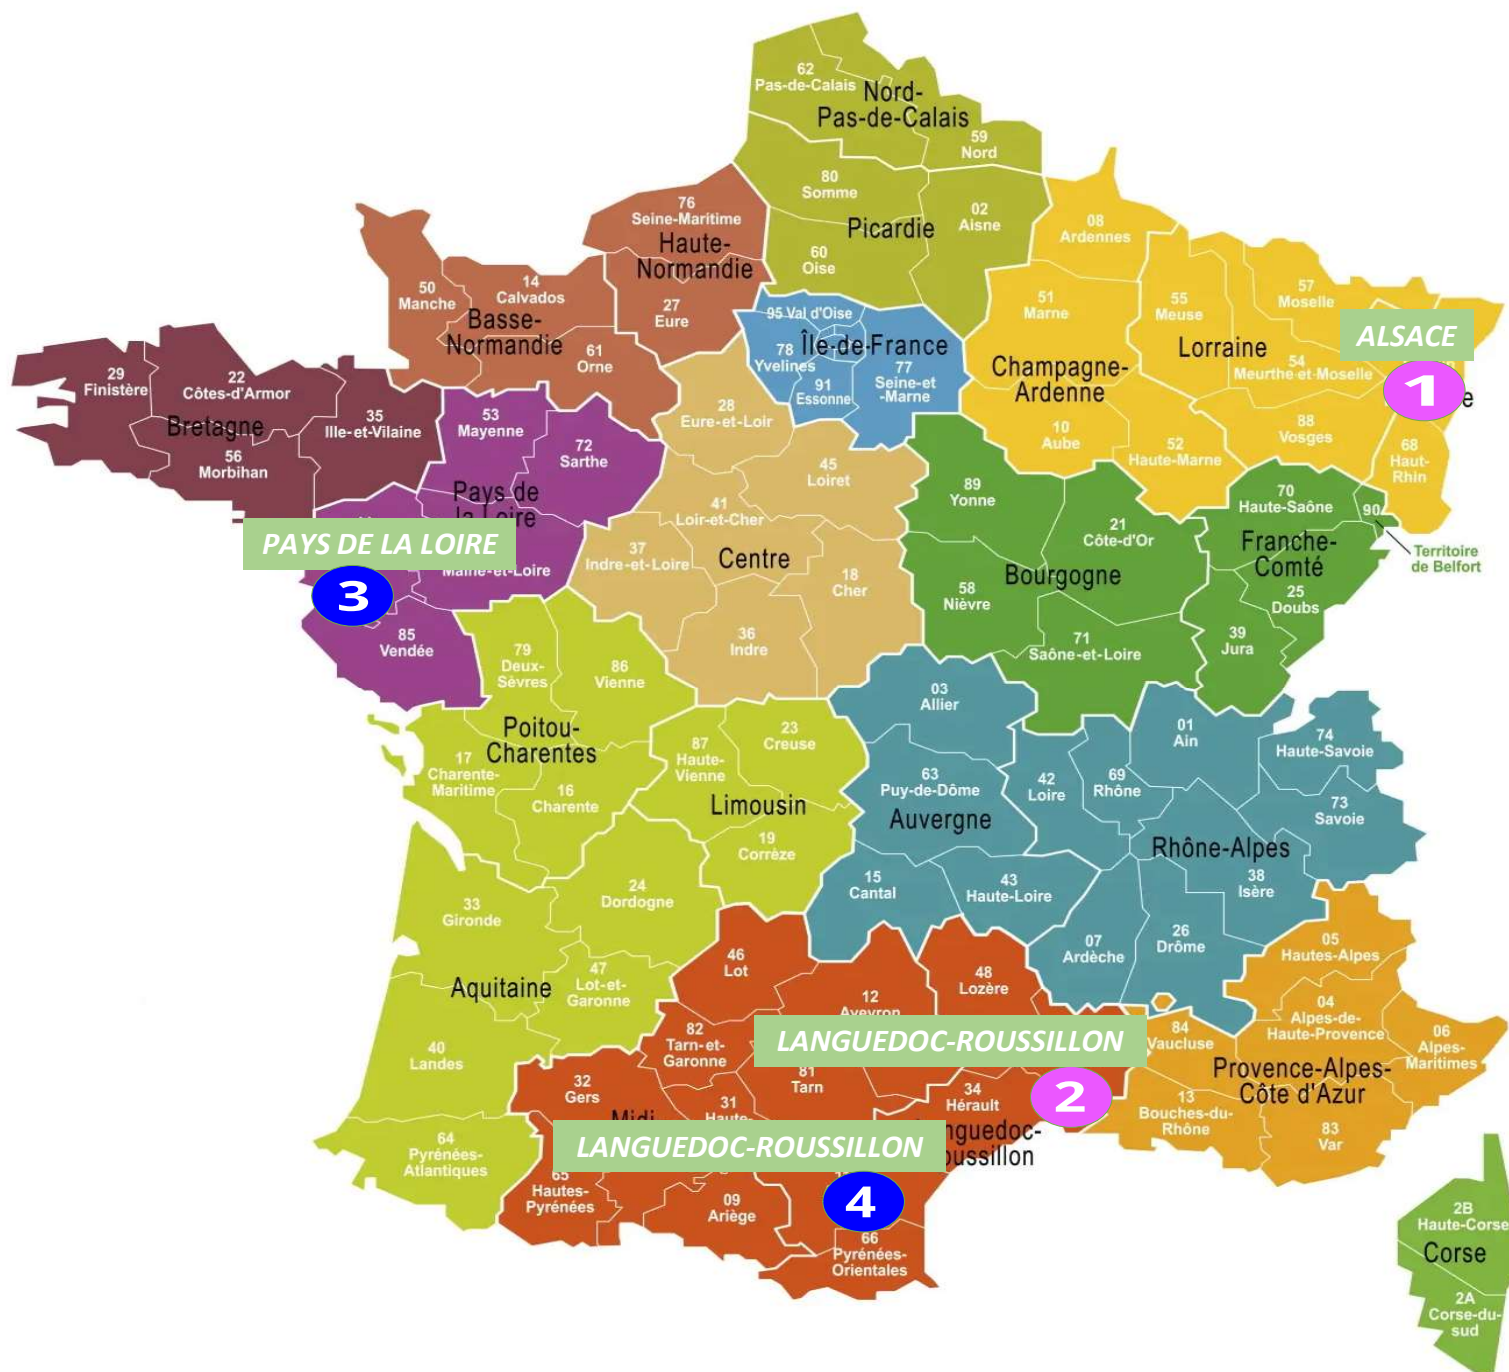 62
Pas-de-Calais
Nord-
Pas-de-Calais
59
Nord
80
Somme
02
Aisne
Picardie
60
Oise
76
Seine-Maritime
Haute-
Normandie
27
Eure
08
Ardennes
51
Marne
55
Meuse
57
Moselle
Lorraine
54
Meurthe et Moselle
ALSACE
1
e
Champagne-
Ardenne
10
Aube
52
Haute-Marne
88
Vosges
68
Haut-
Rhin
50
Manche
14
Calvados
Basse-
Normandie
61
Orne
95 Val d'Oise
Île-de-France
78
Yvelines
91
Essonne
77
Seine-et
-Marne
29
Finistère
22
Côtes-d'Armor
35
Ille-et-Vilaine
Bretagne
56
Morbihan
53
Mayenne
72
Sarthe
Pays de
la Loire
PAYS DE LA LOIRE
3
Maine-et-Loire
85
Vendée
28
Eure-et-Loir
45
Loiret
41
Loir-et-Cher
37
Indre-et-Loire
Centre
18
Cher
36
Indre
89
Yonne
21
Côte-d'Or
Bourgogne
58
Nièvre
71
Saône-et-Loire
70
Haute-Saône
90
Territoire
de Belfort
Franche-
Comté
25
Doubs
39
Jura
79
Deux-
Sèvres
86
Vienne
Poitou-
Charentes
17
Charente-
Maritime
16
Charente
87
Haute-
Vienne
23
Creuse
Limousin
19
Corrèze
03
Allier
63
Puy-de-Dôme
Auvergne
15
Cantal
43
Haute-Loire
42
Loire
69
Rhône
01
Ain
74
Haute-Savoie
73
Savoie
Rhône-Alpes
38
Isère
07
Ardèche
26
Drôme
33
Gironde
24
Dordogne
47
Lot-et-
Garonne
Aquitaine
40
Landes
64
Pyrénées-
Atlantiques
46
Lot
12
Aveyron
48
Lozère
82
Tarn-et-
Garonne
LANGUEDOC-ROUSSILLON
2
81
Tarn
32
Gers
31
Haute-
Midi
34
Hérault
nguedoc-
oussillon
LANGUEDOC-ROUSSILLON
4
65
Hautes-
Pyrénées
09
Ariège
66
Pyrénées-
Orientales
05
Hautes-Alpes
04
Alpes-de-
Haute-Provence
06
Alpes-
Maritimes
84
Vaucluse
Provence-Alpes-
Côte d'Azur
13
Bouches-du-
Rhône
83
Var
2B
Haute-Corse
Corse
2A
Corse-du-
sud